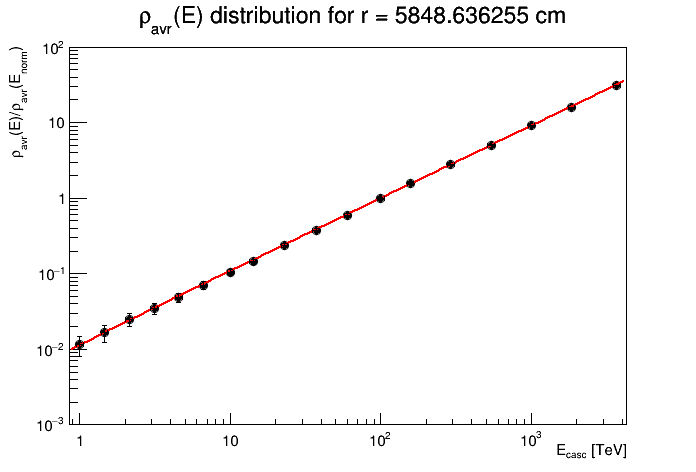 ρavr(E) distribution for r = 5848.636255 cm
ρavr(E)/ρavr(Enorm)
10²
10
1
10⁻¹
10⁻²
10⁻³
1 10 10² 10³
Ecasc [TeV]